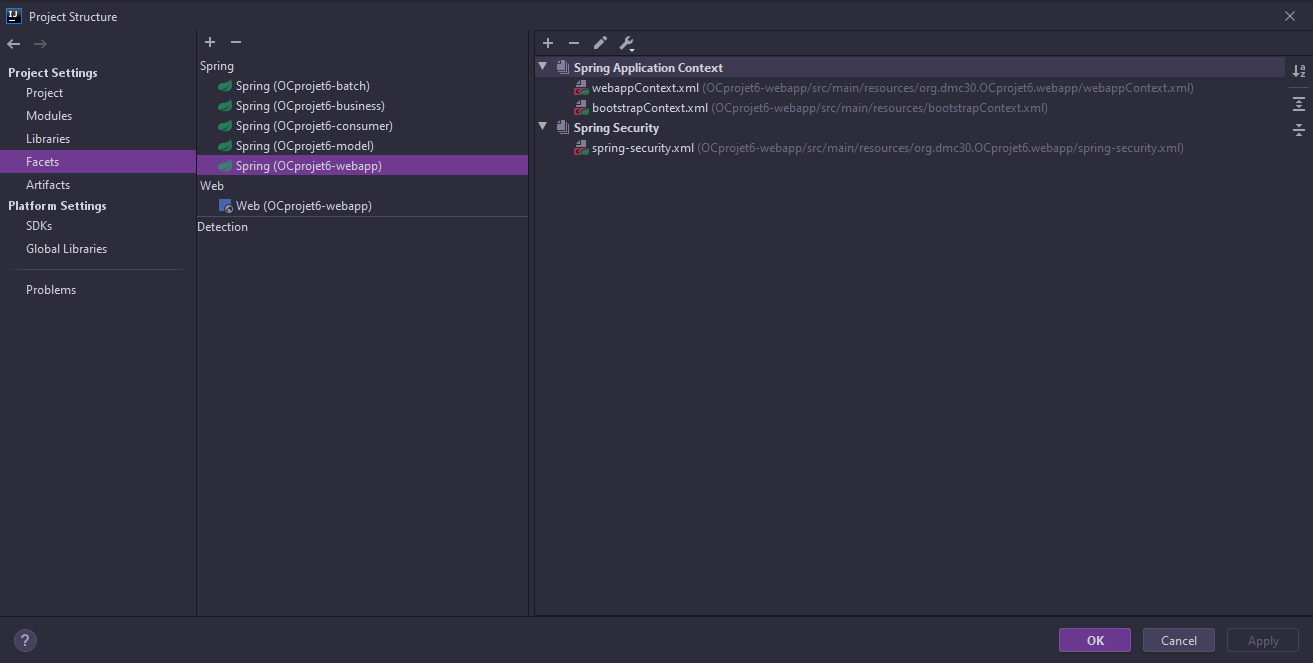 Project Structure
Project Settings
Project
Modules
Libraries
Facets
Artifacts
Platform Settings
SDKs
Global Libraries
Problems
Spring
Spring (OCprojet6-batch)
Spring (OCprojet6-business)
Spring (OCprojet6-consumer)
Spring (OCprojet6-model)
Spring (OCprojet6-webapp)
Web
Web (OCprojet6-webapp)
Detection
Spring Application Context
webappContext.xml (OCprojet6-webapp/src/main/resources/org.dmc30.OCprojet6.webapp/webappContext.xml)
bootstrapContext.xml (OCprojet6-webapp/src/main/resources/bootstrapContext.xml)
Spring Security
spring-security.xml (OCprojet6-webapp/src/main/resources/org.dmc30.OCprojet6.webapp/spring-security.xml)
?
OK
Cancel
Apply